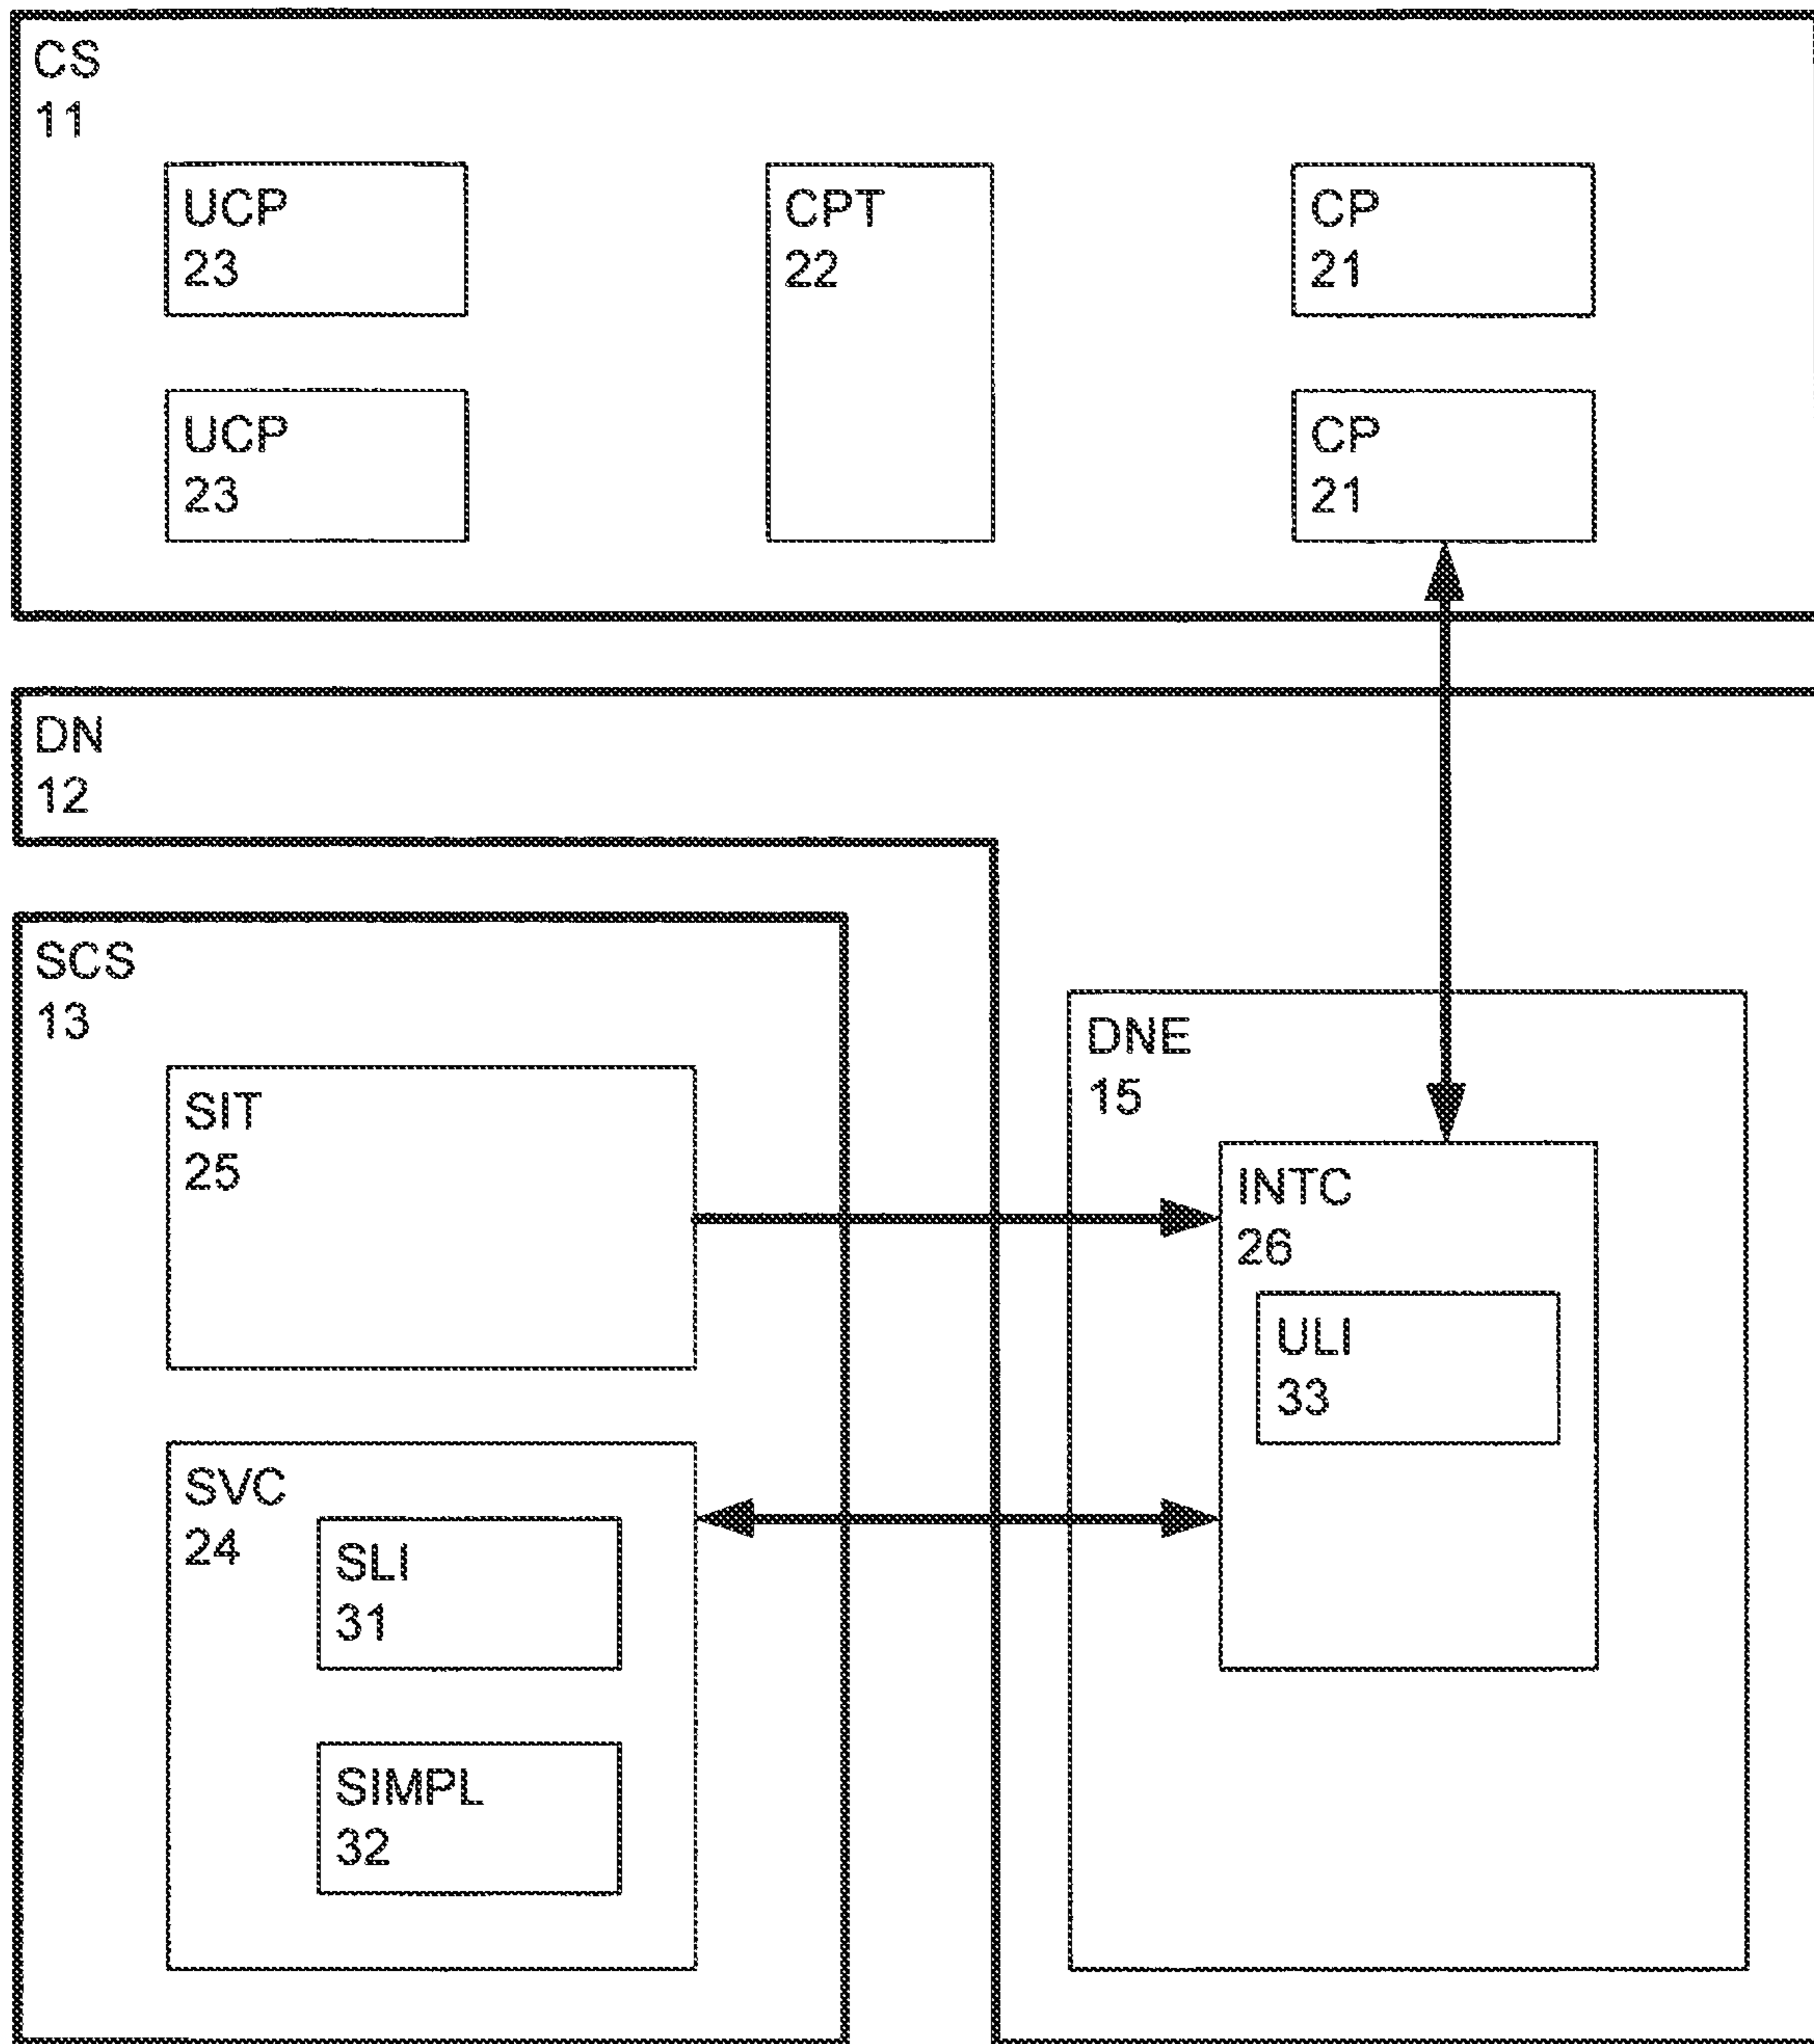 CS
11
UCP
23
CPT
22
CP
21
UCP
23
CP
21
DN
12
SCS
13
DNE
15
SIT
25
INTC
26
ULI
33
SVC
24
SLI
31
SIMPL
32